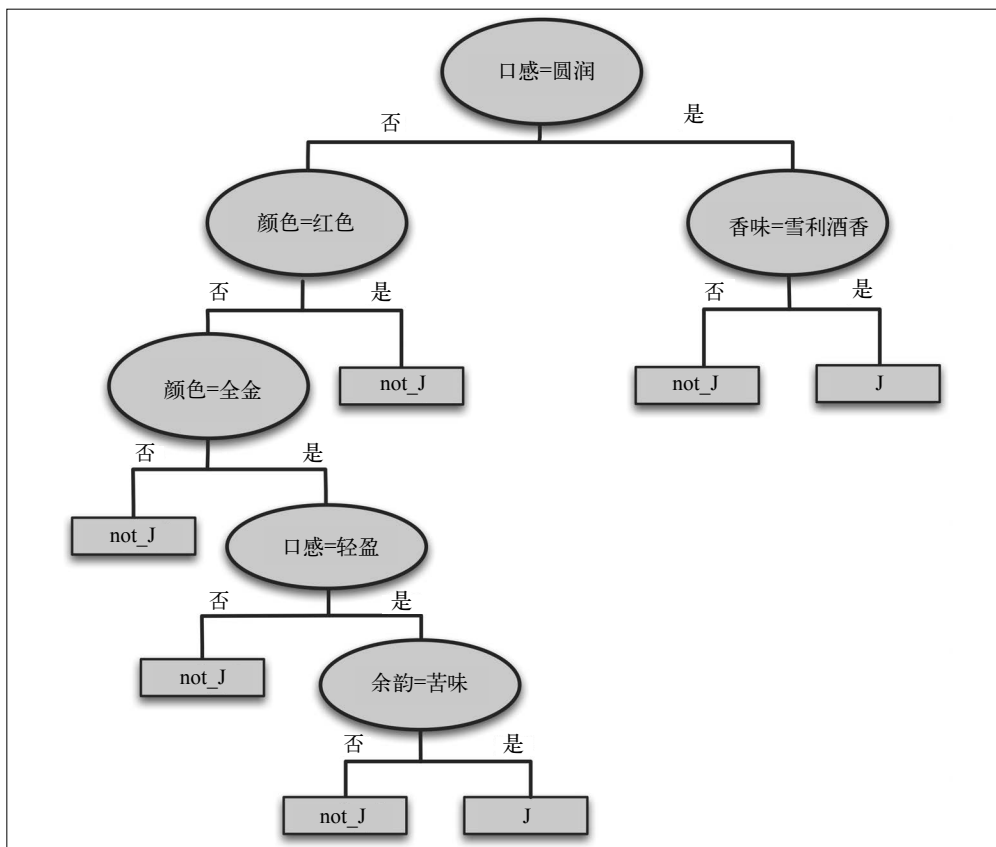 口感=圆润
否
是
颜色=红色
香味=雪利酒香
否
是
否
是
颜色=全金
not_J
not_J
J
否
是
not_J
口感=轻盈
否
是
not_J
余韵=苦味
否
是
not_J
J